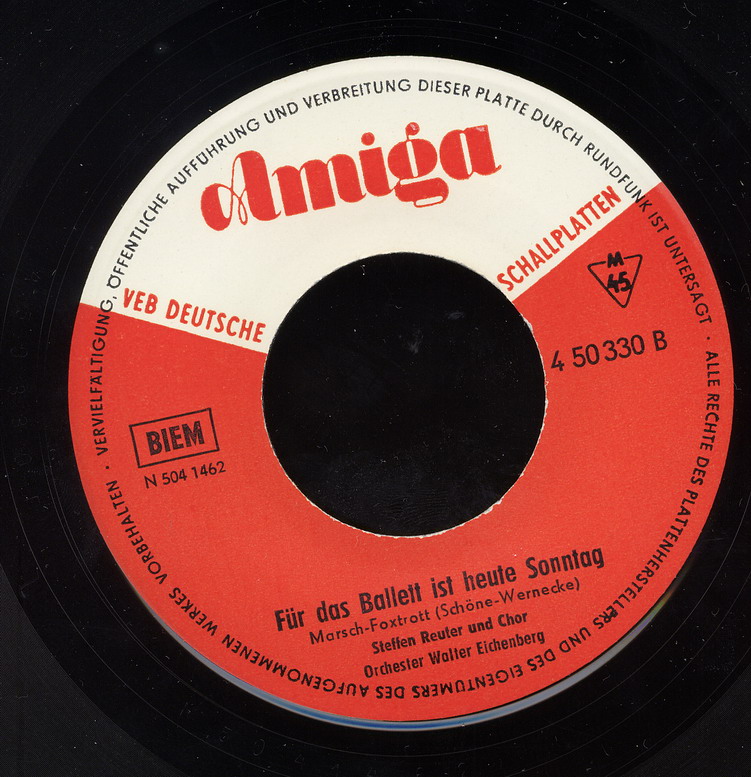 VERVIELFÄLTIGUNG, ÖFFENTLICHE AUFFÜHRUNG UND VERBREITUNG DIESER PLATTE DURCH RUNDFUNK IST UNTERSAGT · ALLE RECHTE DES PLATTENHERSTELLERS UND DES EIGENTÜMERS DES AUFGENOMMENEN WERKES VORBEHALTEN ·
Amiga
VEB DEUTSCHE
SCHALLPLATTEN
M
45
4 50 330 B
BIEM
N 504 1462
Für das Ballett ist heute Sonntag
Marsch-Foxtrott (Schöne-Wernecke)
Steffen Reuter und Chor
Orchester Walter Eichenberg